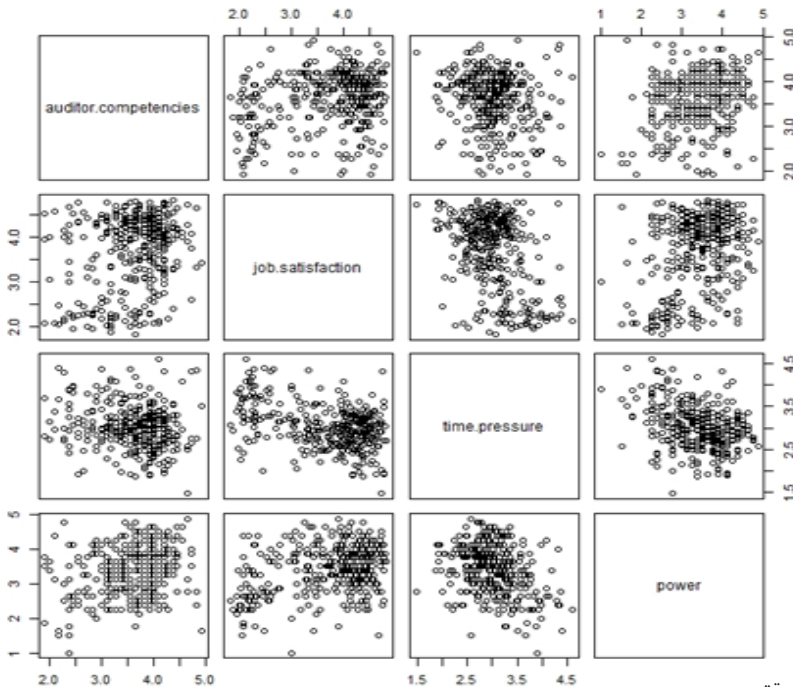 2.0 3.0 4.0 1 2 3 4 5
auditor.competencies
2.0 3.0 4.0 5.0
2.0 3.0 4.0
job.satisfaction
time.pressure
1.5 2.5 3.5 4.5
1 2 3 4 5
power
2.0 3.0 4.0 5.0 1.5 2.5 3.5 4.5